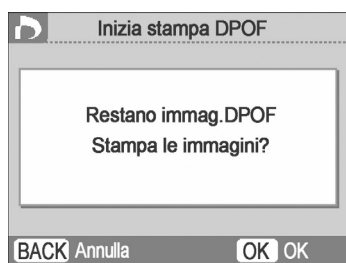 Inizia stampa DPOF
Restano immag.DPOF
Stampa le immagini?
BACK Annulla OK OK